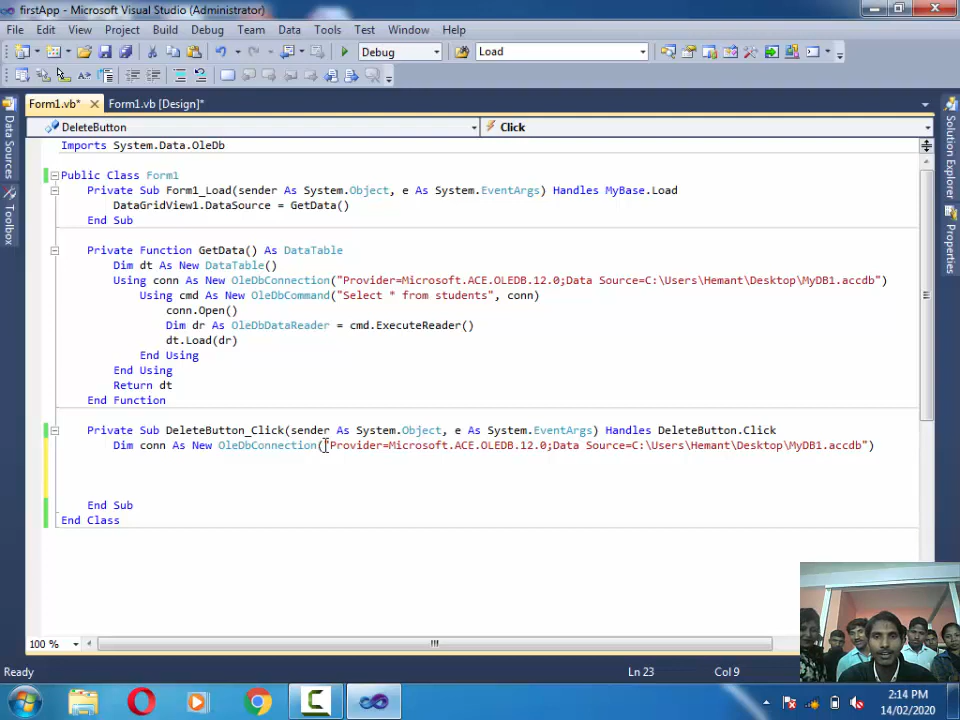 firstApp - Microsoft Visual Studio (Administrator)
File Edit View Project Build Debug Team Data Tools Test Window Help
Debug Load
Form1.vb* Form1.vb [Design]*
DeleteButton Click
Imports System.Data.OleDb
Public Class Form1
Private Sub Form1_Load(sender As System.Object, e As System.EventArgs) Handles MyBase.Load
DataGridView1.DataSource = GetData()
End Sub
Private Function GetData() As DataTable
Dim dt As New DataTable()
Using conn As New OleDbConnection("Provider=Microsoft.ACE.OLEDB.12.0;Data Source=C:\Users\Hemant\Desktop\MyDB1.accdb")
Using cmd As New OleDbCommand("Select * from students", conn)
conn.Open()
Dim dr As OleDbDataReader = cmd.ExecuteReader()
dt.Load(dr)
End Using
End Using
Return dt
End Function
Private Sub DeleteButton_Click(sender As System.Object, e As System.EventArgs) Handles DeleteButton.Click
Dim conn As New OleDbConnection("Provider=Microsoft.ACE.OLEDB.12.0;Data Source=C:\Users\Hemant\Desktop\MyDB1.accdb")
End Sub
End Class
Data Sources
Toolbox
Solution Explorer
Properties
100 %
Ready Ln 23 Col 9
2:14 PM
14/02/2020